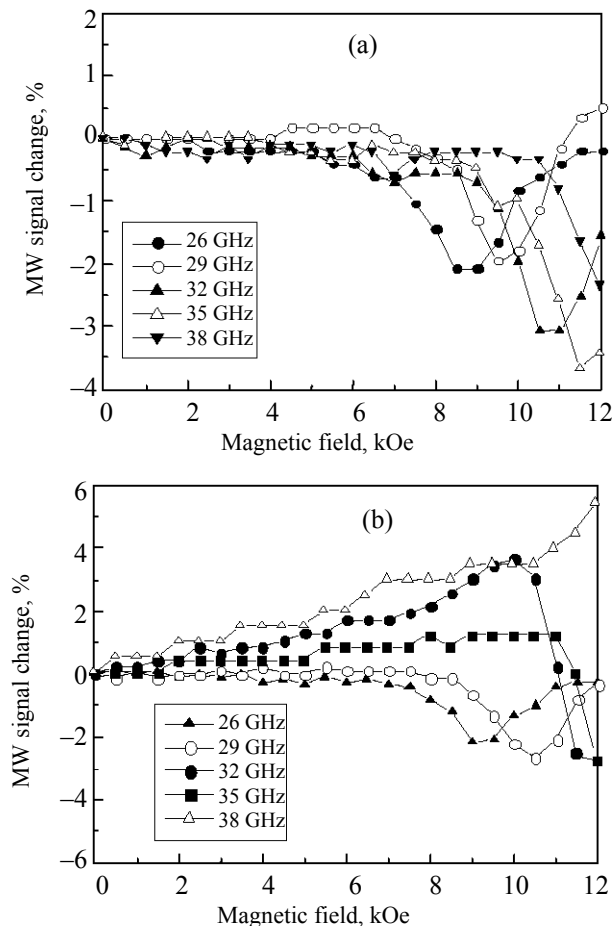 (a)
MW signal change, %
2
1
0
−1
−2
−3
−4
26 GHz
29 GHz
32 GHz
35 GHz
38 GHz
0 2 4 6 8 10 12
Magnetic field, kOe
(b)
MW signal change, %
6
4
2
0
−2
−4
−6
26 GHz
29 GHz
32 GHz
35 GHz
38 GHz
0 2 4 6 8 10 12
Magnetic field, kOe